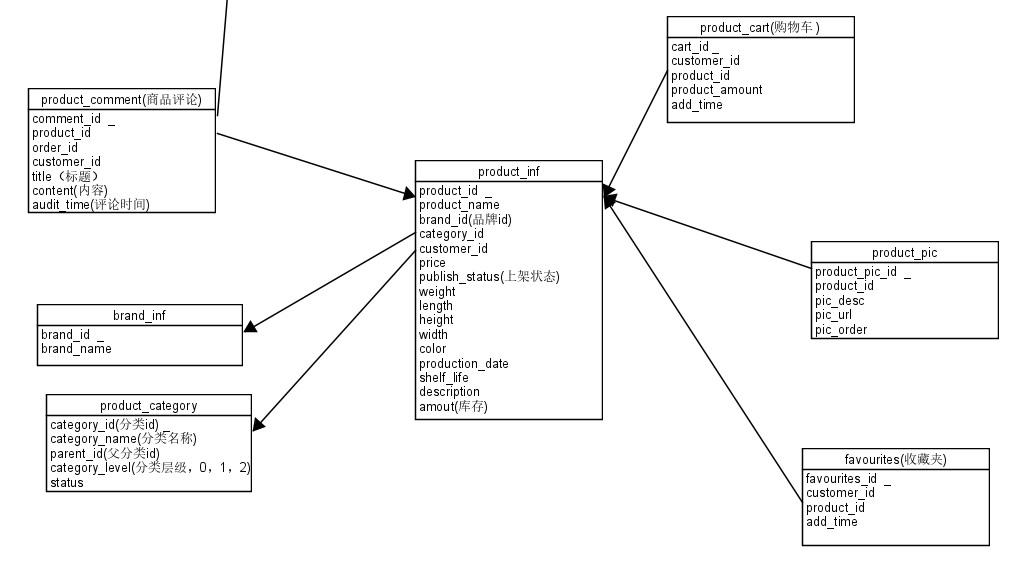 product_cart(购物车)
cart_id _
customer_id
product_id
product_amount
add_time
product_comment(商品评论)
comment_id _
product_id
order_id
customer_id
title（标题）
content(内容)
audit_time(评论时间)
product_inf
product_id _
product_name
brand_id(品牌id)
category_id
customer_id
price
publish_status(上架状态)
weight
length
height
width
color
production_date
shelf_life
description
amout(库存)
product_pic
product_pic_id _
product_id
pic_desc
pic_url
pic_order
brand_inf
brand_id _
brand_name
product_category
category_id(分类id) _
category_name(分类名称)
parent_id(父分类id)
category_level(分类层级，0，1，2)
status
favourites(收藏夹)
favourites_id _
customer_id
product_id
add_time